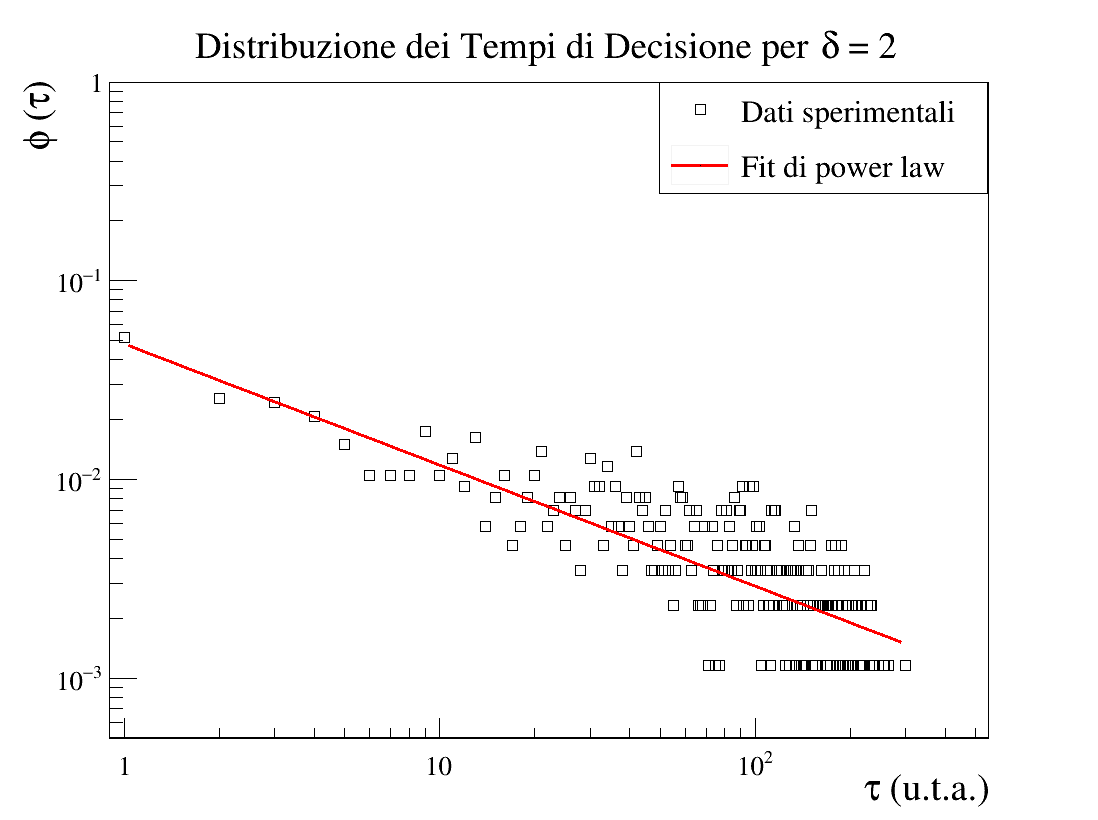 Distribuzione dei Tempi di Decisione per δ = 2
ϕ (τ)
Dati sperimentali
Fit di power law
1
10⁻¹
10⁻²
10⁻³
1
10
10²
τ (u.t.a.)